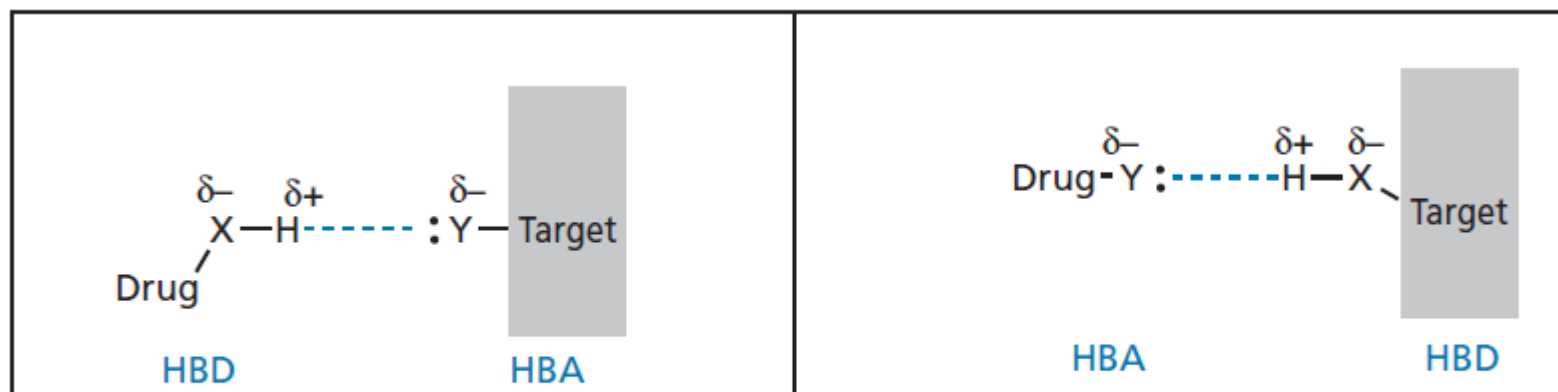 δ– δ+ δ–
X–H :Y– Target
Drug
HBD HBA
δ– δ+ δ–
Drug-Y: H–X
Target
HBA HBD